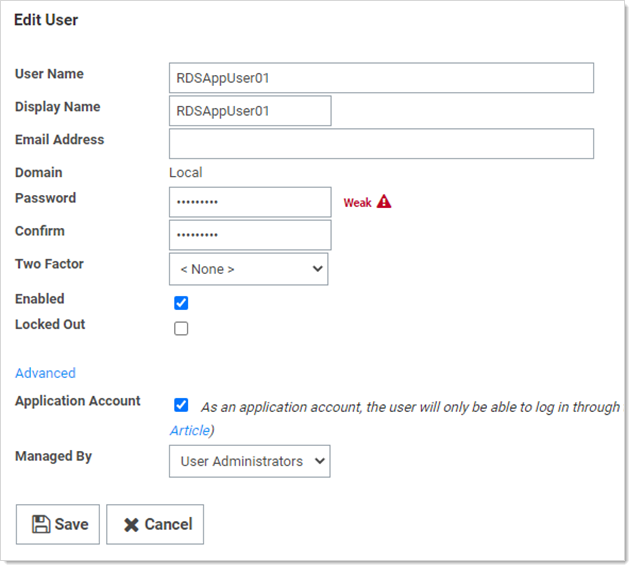 Edit User
User Name RDSAppUser01
Display Name RDSAppUser01
Email Address
Domain Local
Password ••••••••• Weak
Confirm •••••••••
Two Factor < None >
Enabled
Locked Out
Advanced
Application Account As an application account, the user will only be able to log in through
Article)
Managed By User Administrators
Save Cancel